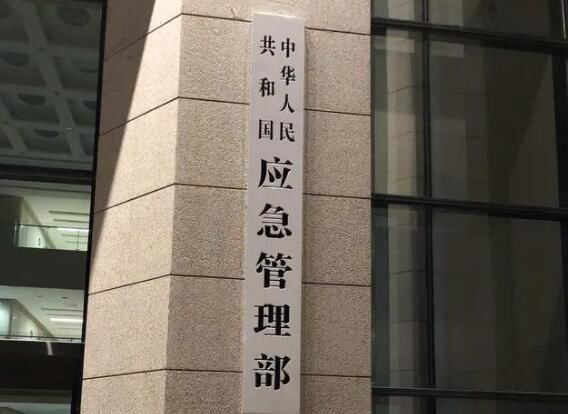 中华人民
共和国
应急管理部